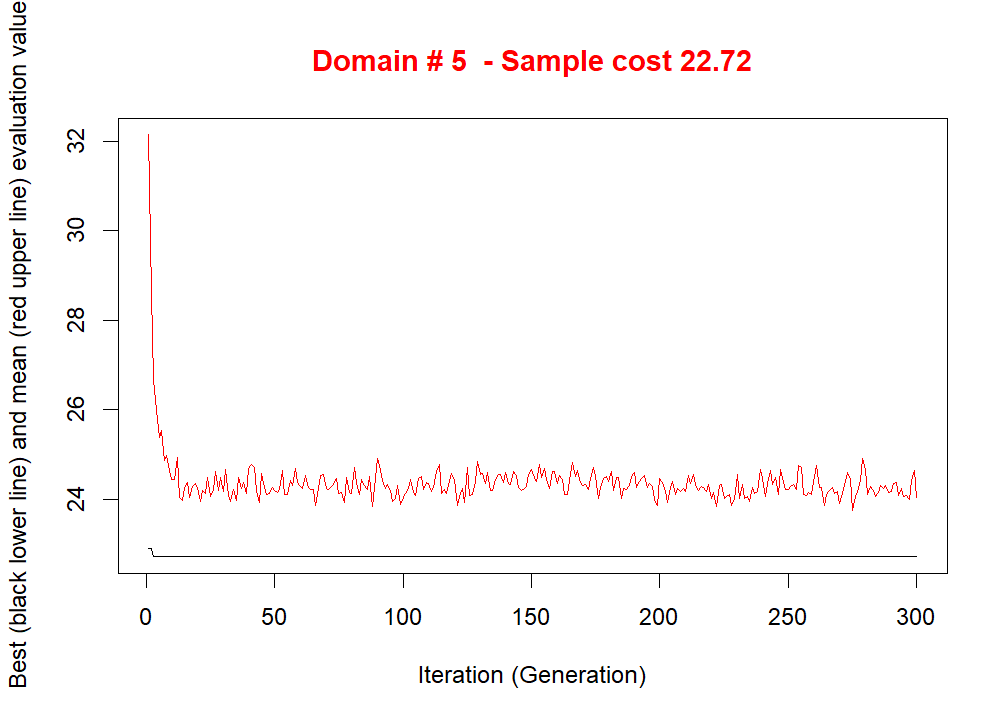 Domain # 5  - Sample cost 22.72
Best (black lower line) and mean (red upper line) evaluation value
32
30
28
26
24
0 50 100 150 200 250 300
Iteration (Generation)